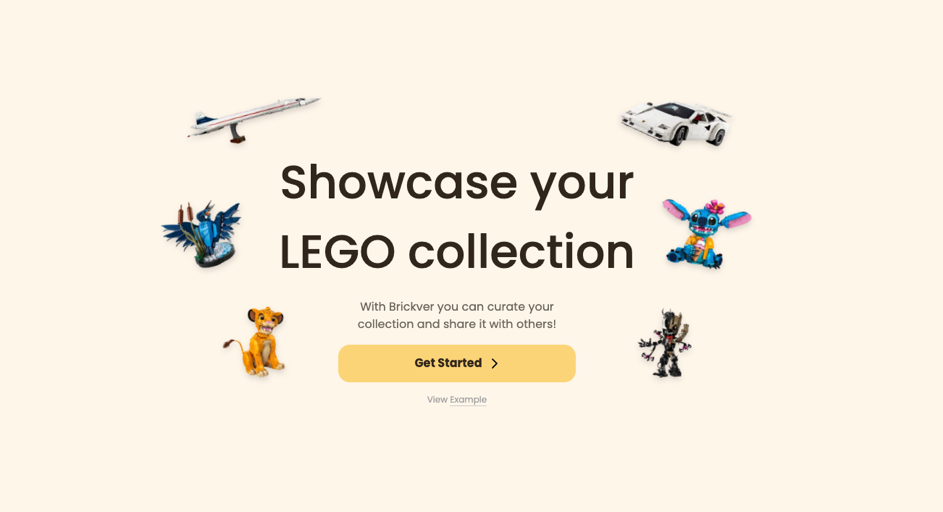 Showcase your
LEGO collection
With Brickver you can curate your
collection and share it with others!
Get Started
View Example